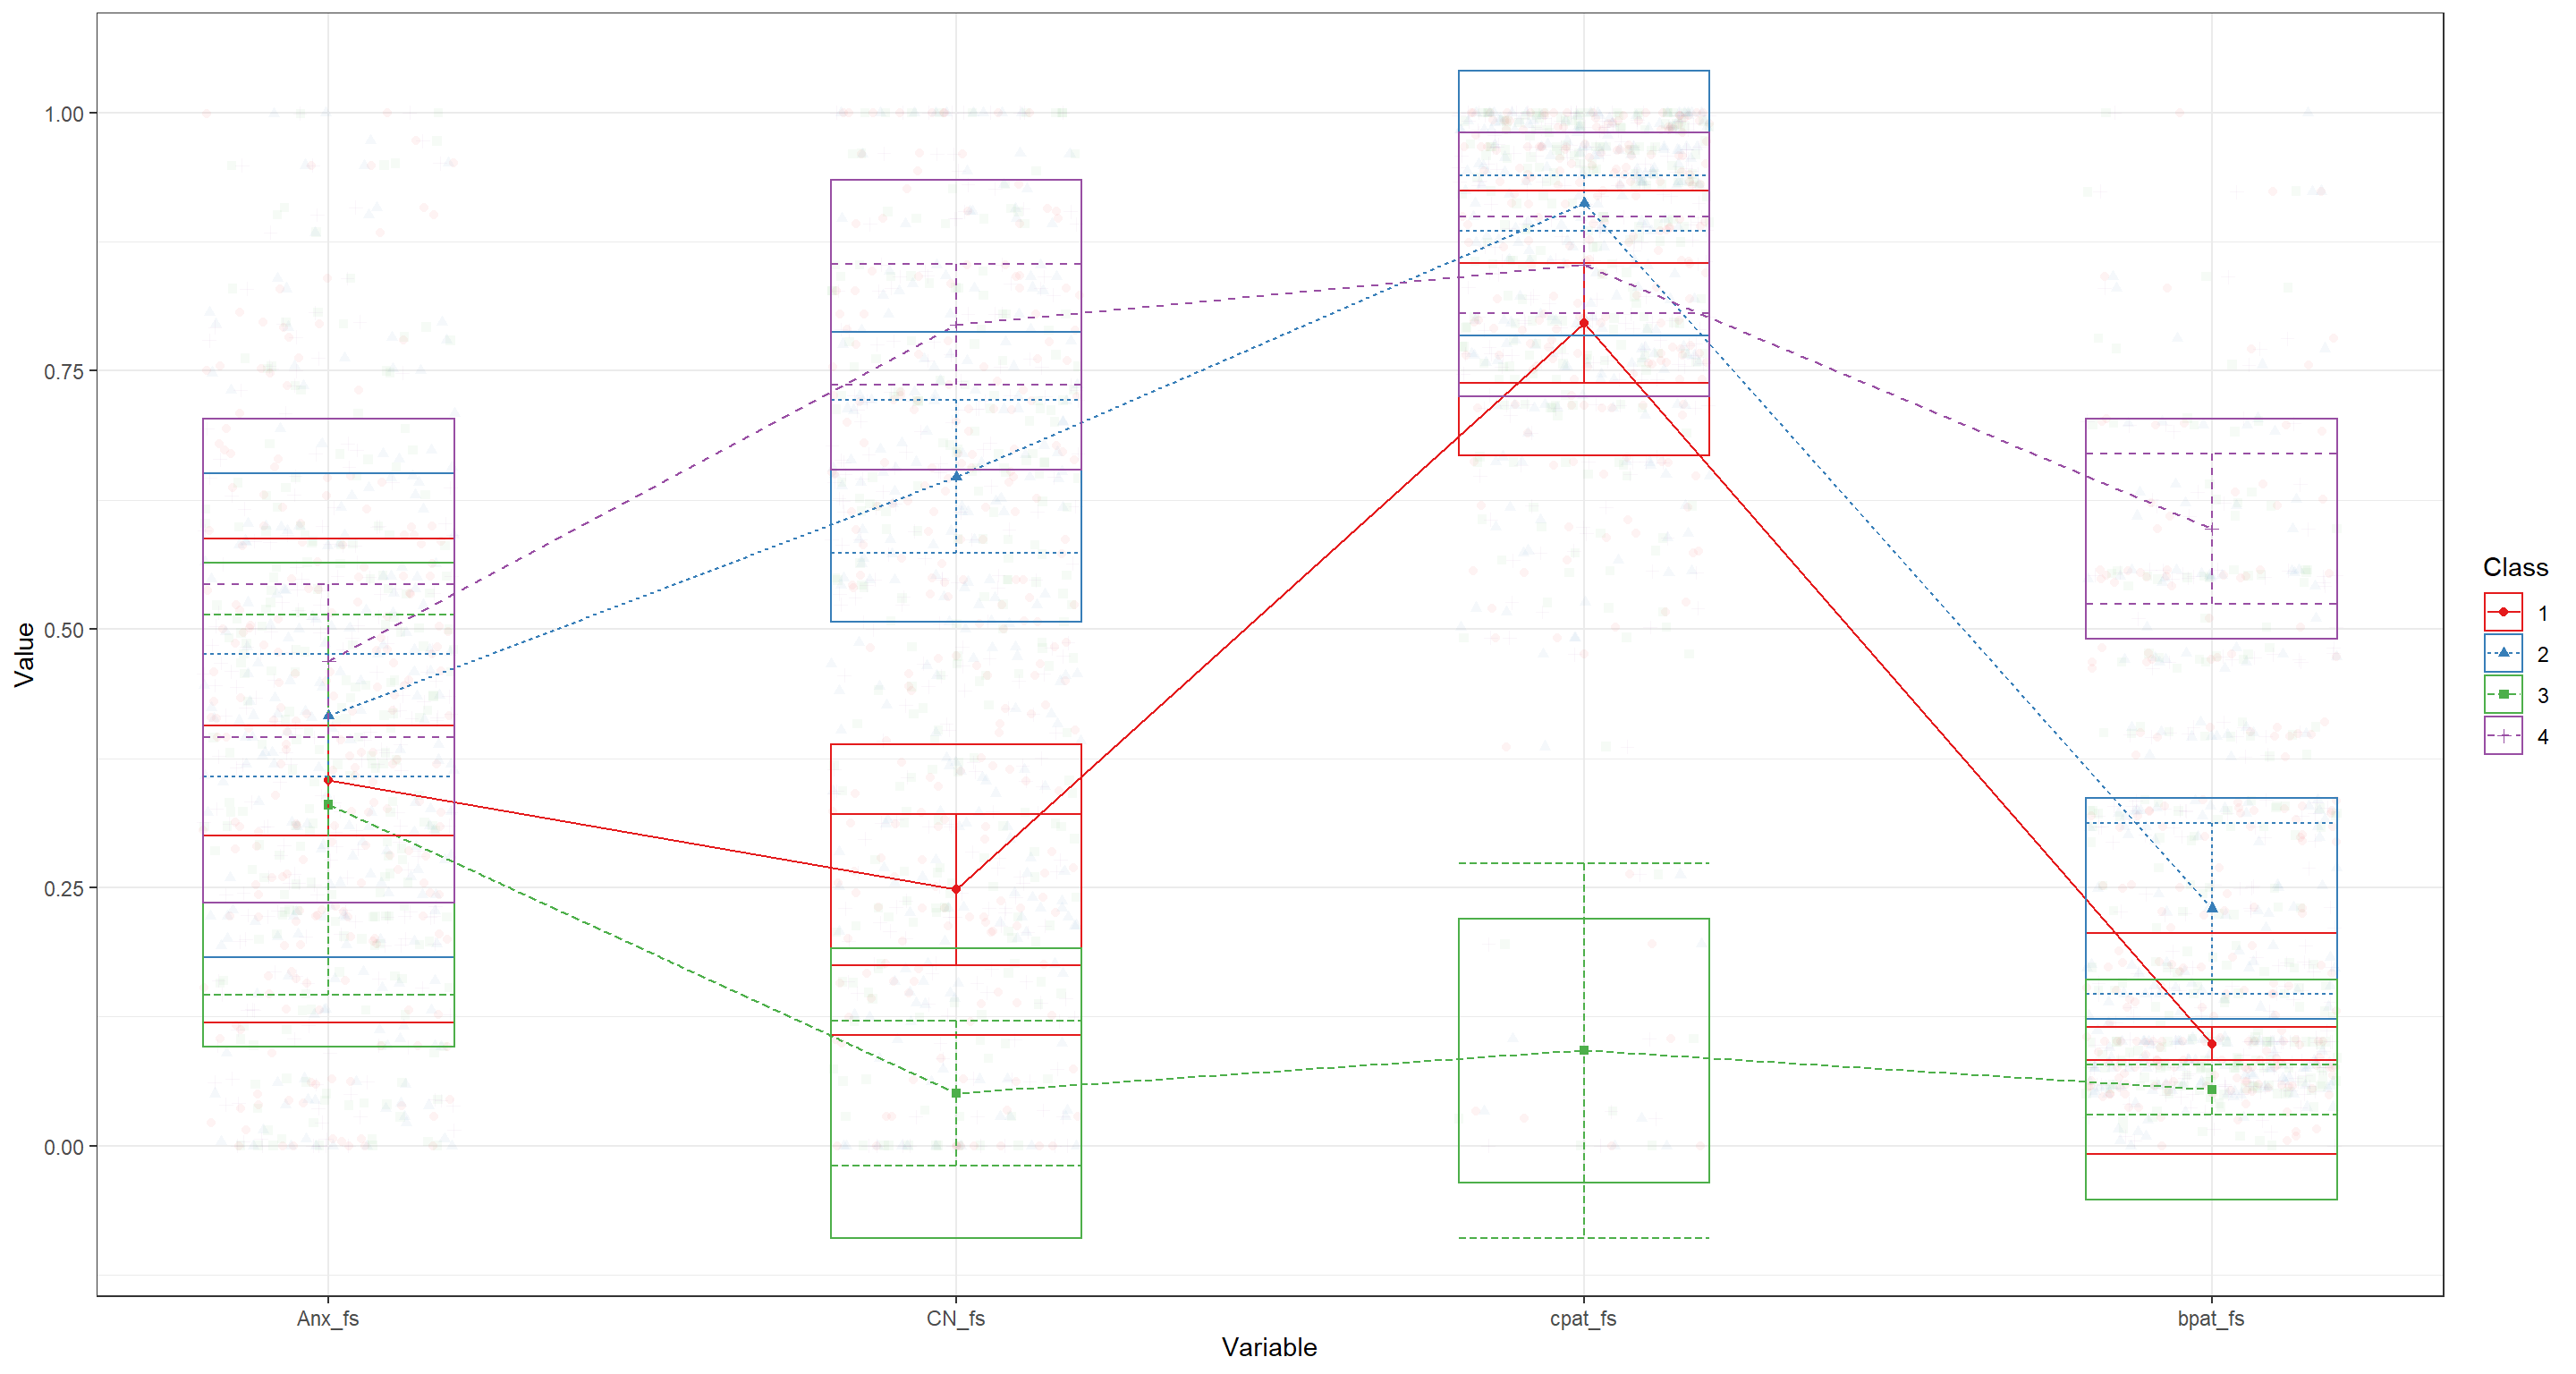 Value
1.00
0.75
0.50
0.25
0.00
Anx_fs
CN_fs
cpat_fs
bpat_fs
Variable
Class
1
2
3
4